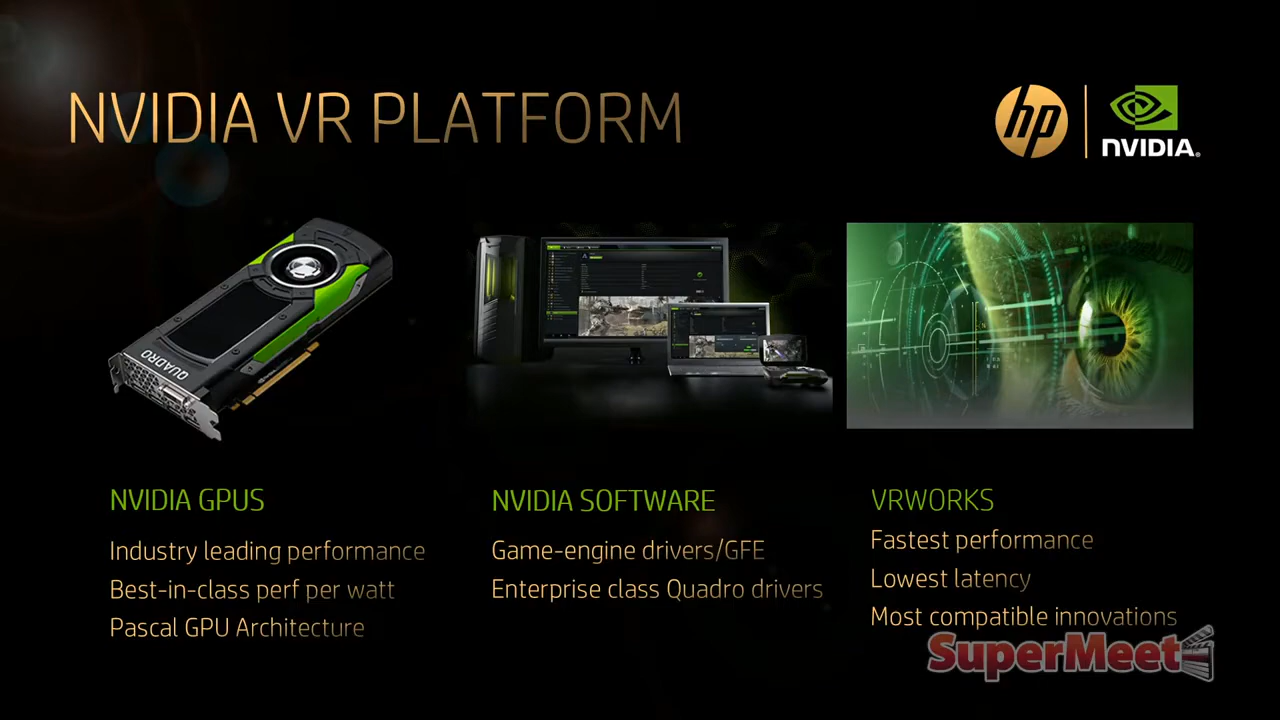 NVIDIA VR PLATFORM
hp
NVIDIA.
QUADRO
NVIDIA GPUS
Industry leading performance
Best-in-class perf per watt
Pascal GPU Architecture
NVIDIA SOFTWARE
Game-engine drivers/GFE
Enterprise class Quadro drivers
VRWORKS
Fastest performance
Lowest latency
Most compatible innovations
SuperMeet